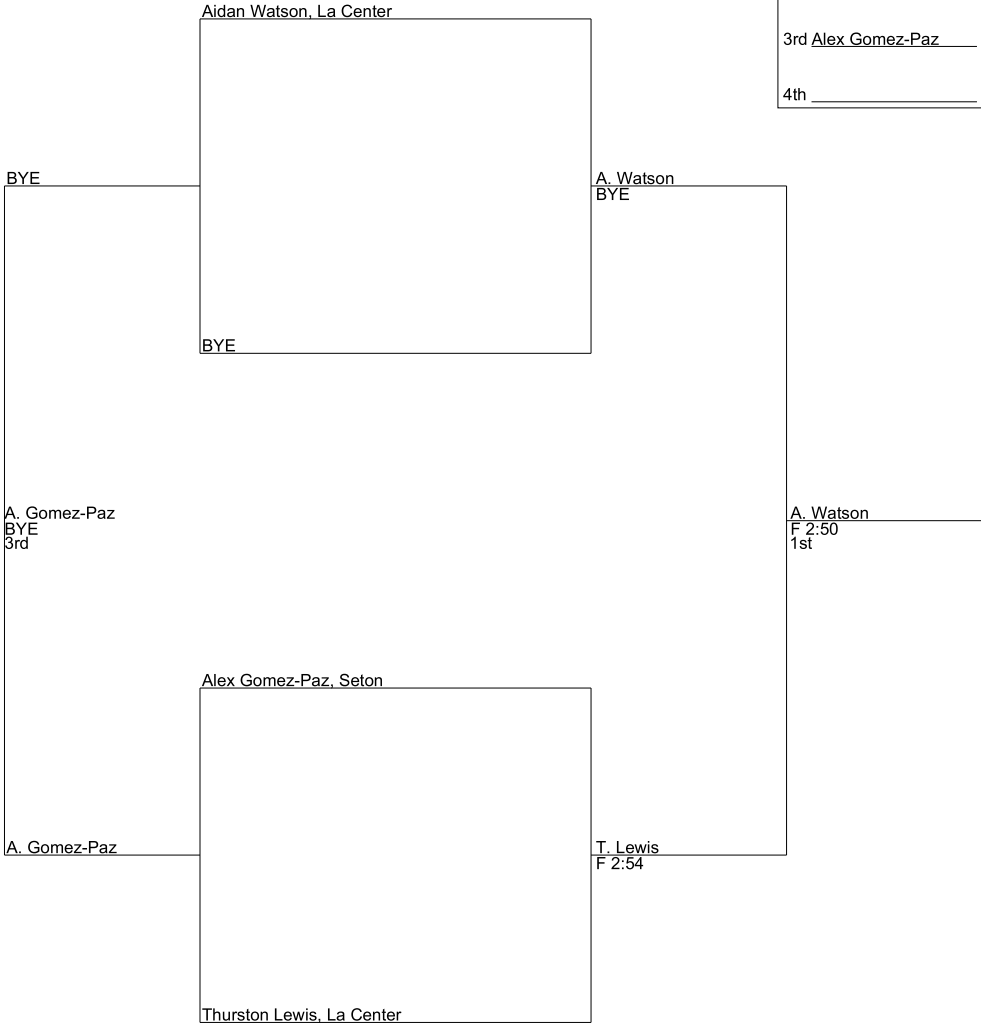 Aidan Watson, La Center
3rd Alex Gomez-Paz
4th
BYE
A. Watson
BYE
BYE
A. Gomez-Paz
BYE
3rd
A. Watson
F 2:50
1st
Alex Gomez-Paz, Seton
A. Gomez-Paz
T. Lewis
F 2:54
Thurston Lewis, La Center